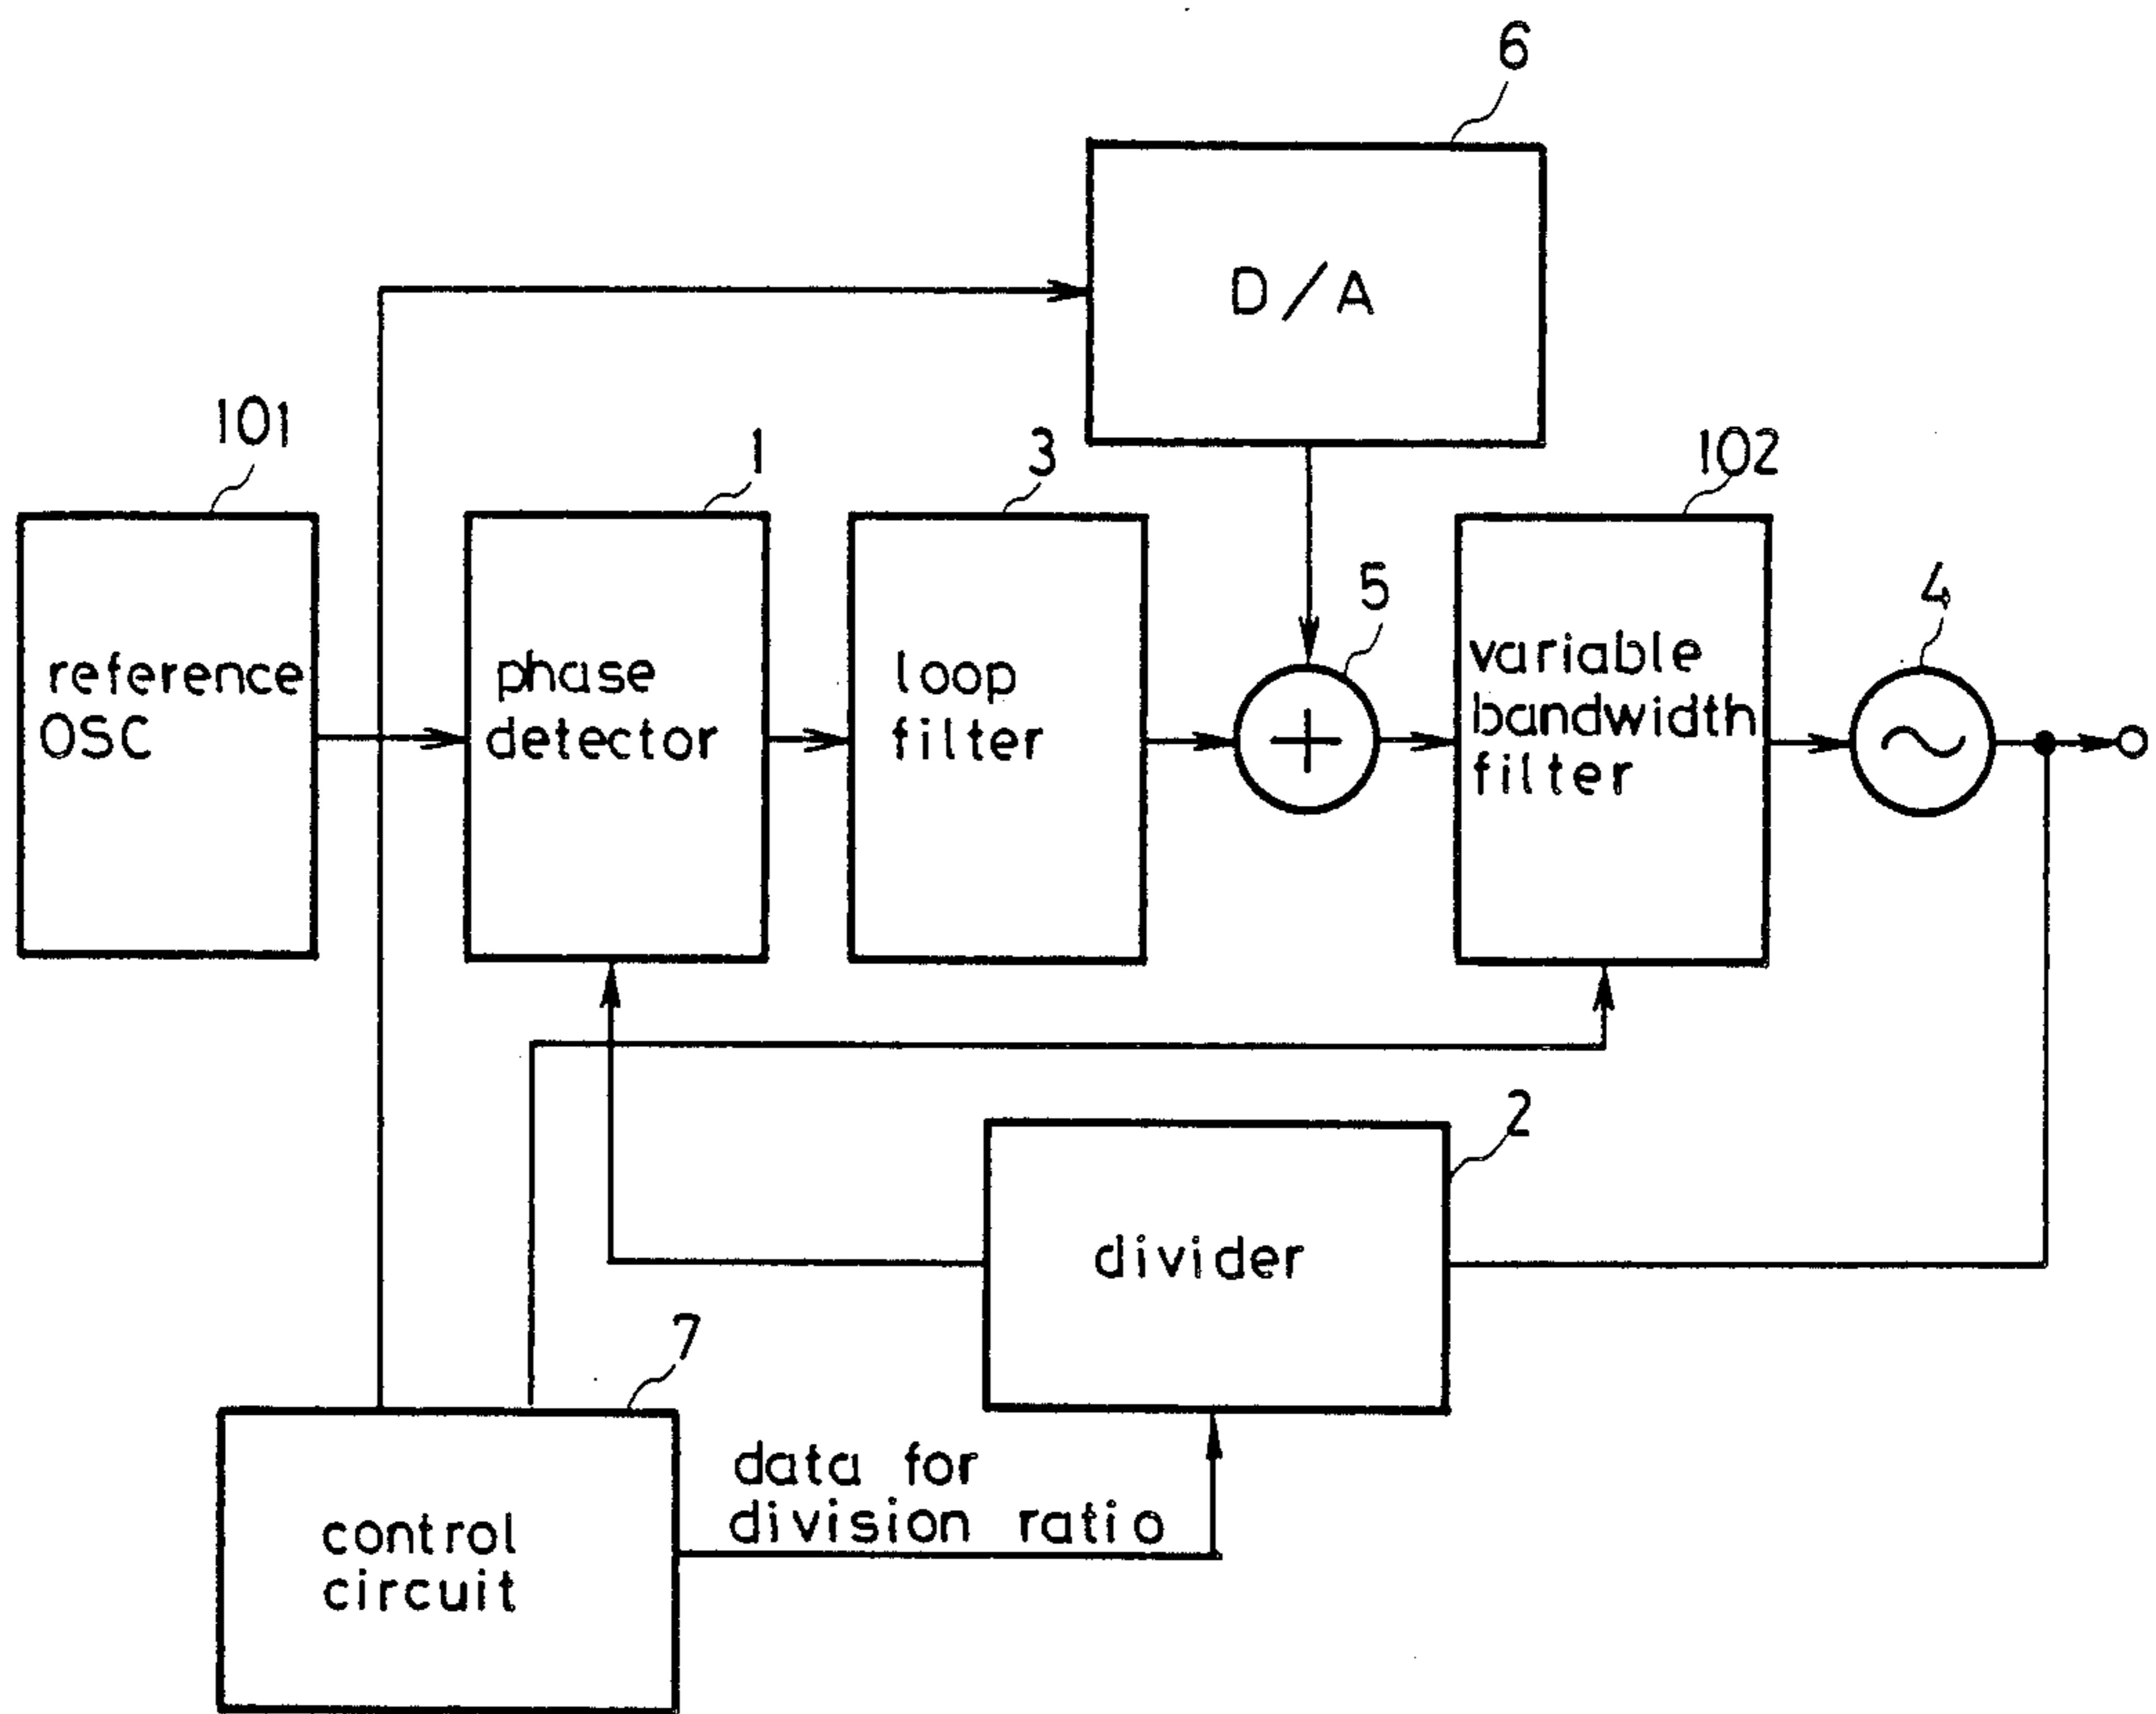 6
D/A
101
1
3
102
5
4
reference
OSC
phase
detector
loop
filter
+
variable
bandwidth
filter
2
divider
7
data for
division ratio
control
circuit